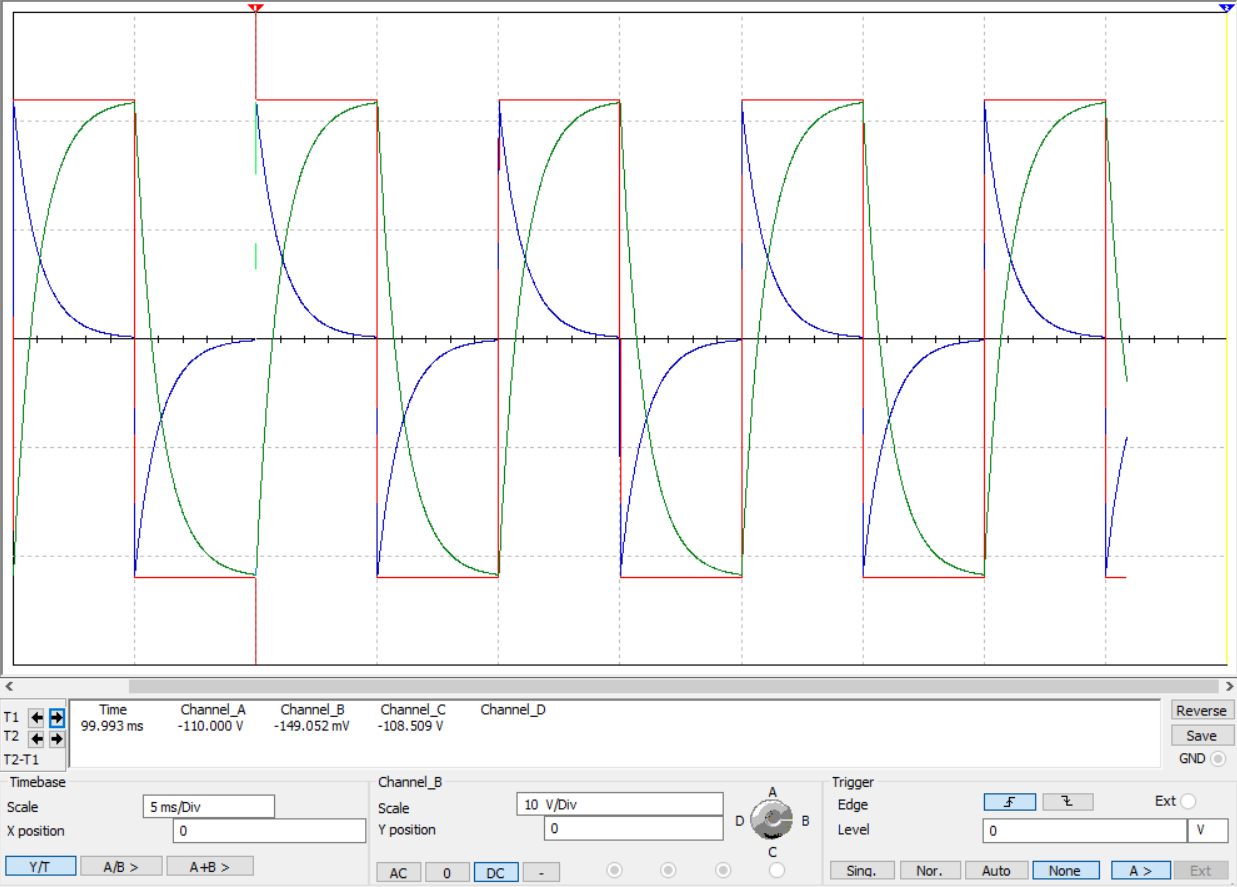 1 2
< >
T1 Time Channel_A Channel_B Channel_C Channel_D Reverse
99.993 ms -110.000 V -149.052 mV -108.509 V
T2 Save
T2-T1 GND
Timebase Channel_B Trigger
Scale 5 ms/Div Scale 10 V/Div A Edge Ext
X position 0 Y position 0 D B Level 0 V
C
Y/T A/B > A+B > AC 0 DC - Sing. Nor. Auto None A > Ext